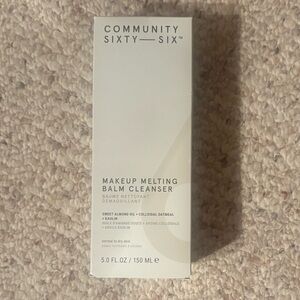 COMMUNITY
SIXTY—SIX™
MAKEUP MELTING
BALM CLEANSER
BAUME NETTOYANT
DÉMAQUILLANT
SWEET ALMOND OIL + COLLOIDAL OATMEAL
+ KAOLIN
5.0 FL OZ / 150 ML ℮